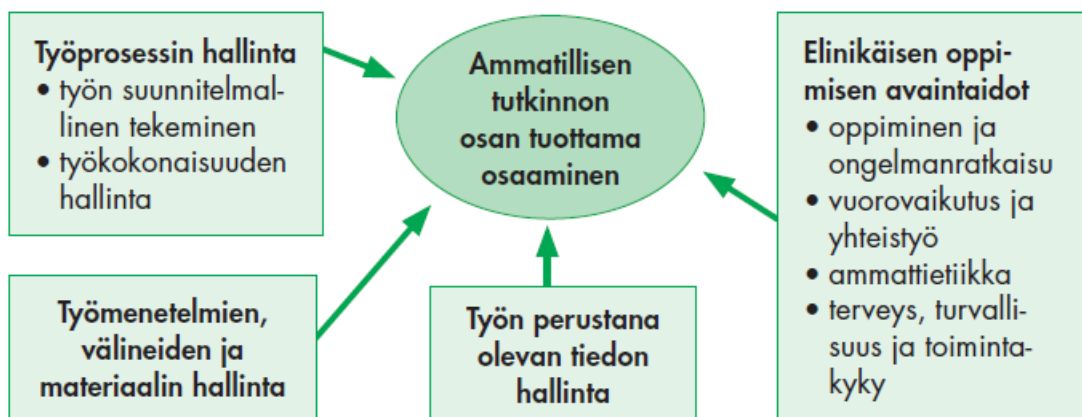 Työprosessin hallinta
• työn suunnitelmal-
linen tekeminen
• työkokonaisuuden
hallinta
Ammatillisen
tutkinnon
osan tuottama
osaaminen
Elinikäisen oppi-
misen avaintaidot
• oppiminen ja
ongelmanratkaisu
• vuorovaikutus ja
yhteistyö
• ammattietiikka
• terveys, turvalli-
suus ja toiminta-
kyky
Työmenetelmien,
välineiden ja
materiaalin hallinta
Työn perustana
olevan tiedon
hallinta